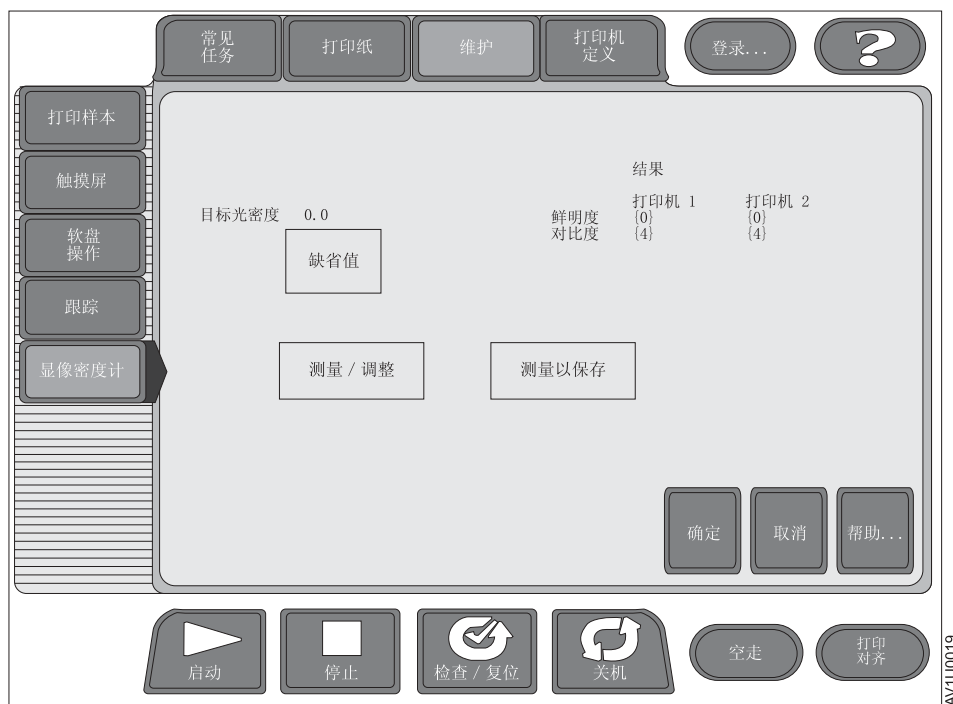 常见
任务
打印纸
维护
打印机
定义
登录...
?
打印样本
触摸屏
软盘
操作
跟踪
显像密度计
结果
打印机 1 打印机 2
目标光密度 0.0
鲜明度 {0} {0}
对比度 {4} {4}
缺省值
测量 / 调整
测量以保存
确定
取消
帮助...
启动
停止
检查 / 复位
关机
空走
打印
对齐
AV1U0019